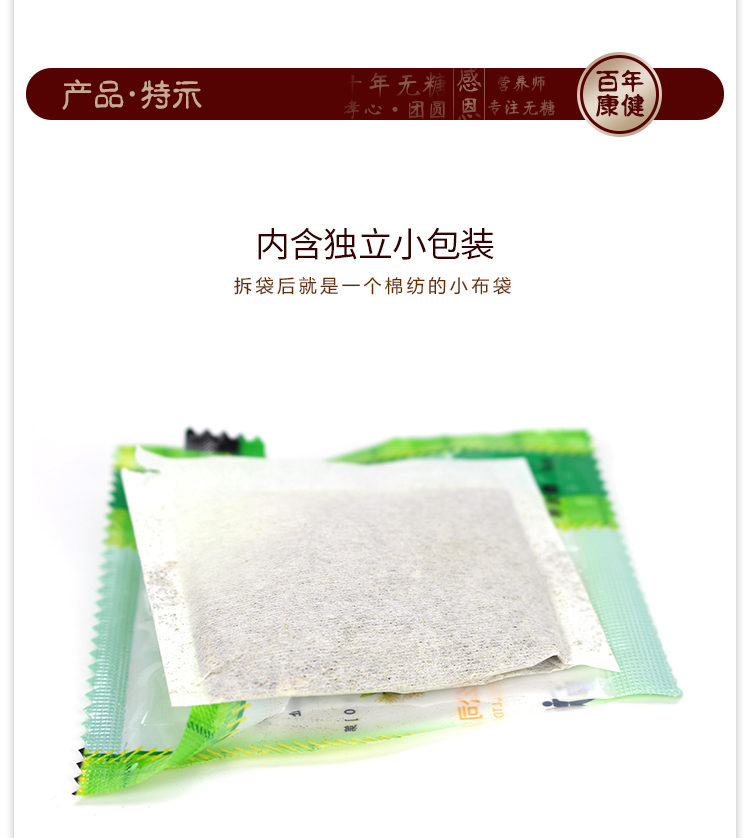 产品·特示
十年无糖
孝心·团圆
感恩
营养师
专注无糖
百年
康健
内含独立小包装
拆袋后就是一个棉纺的小布袋